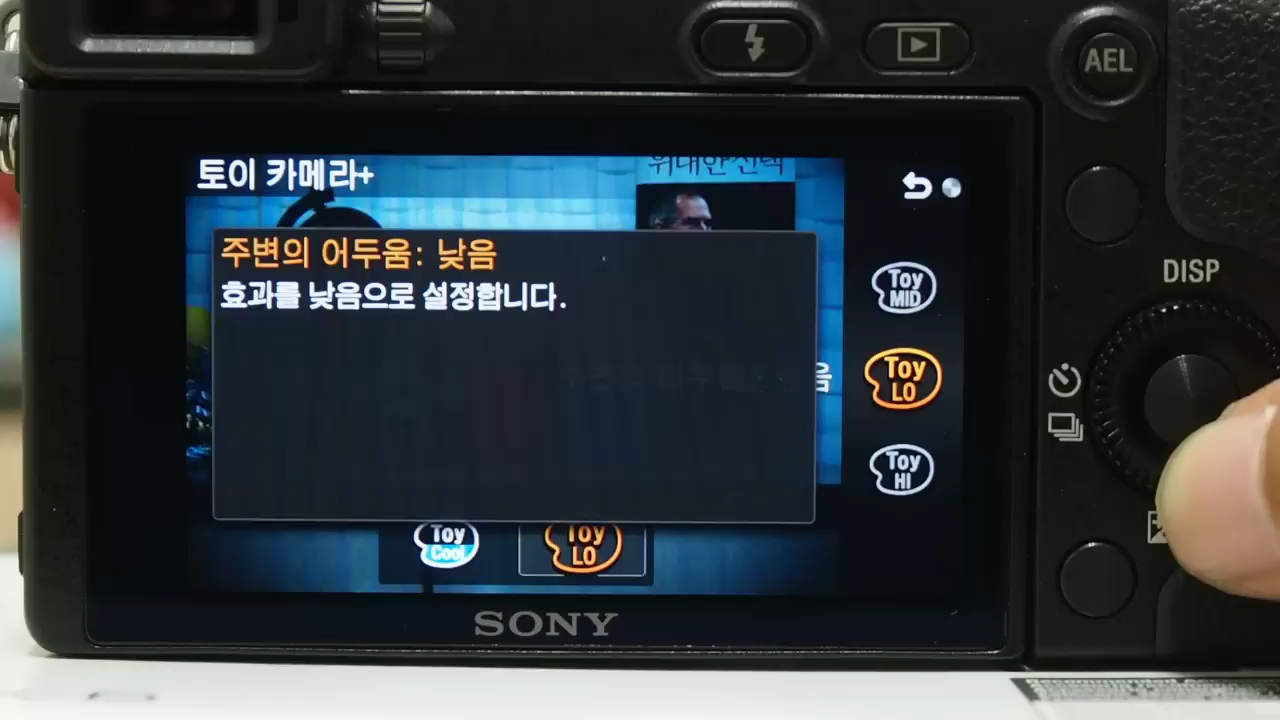 AEL
토이 카메라+
위대한 선택
주변의 어두움: 낮음
효과를 낮음으로 설정합니다.
DISP
Toy
MID
Toy
LO
음
Toy
HI
Toy
Cool
Toy
LO
SONY